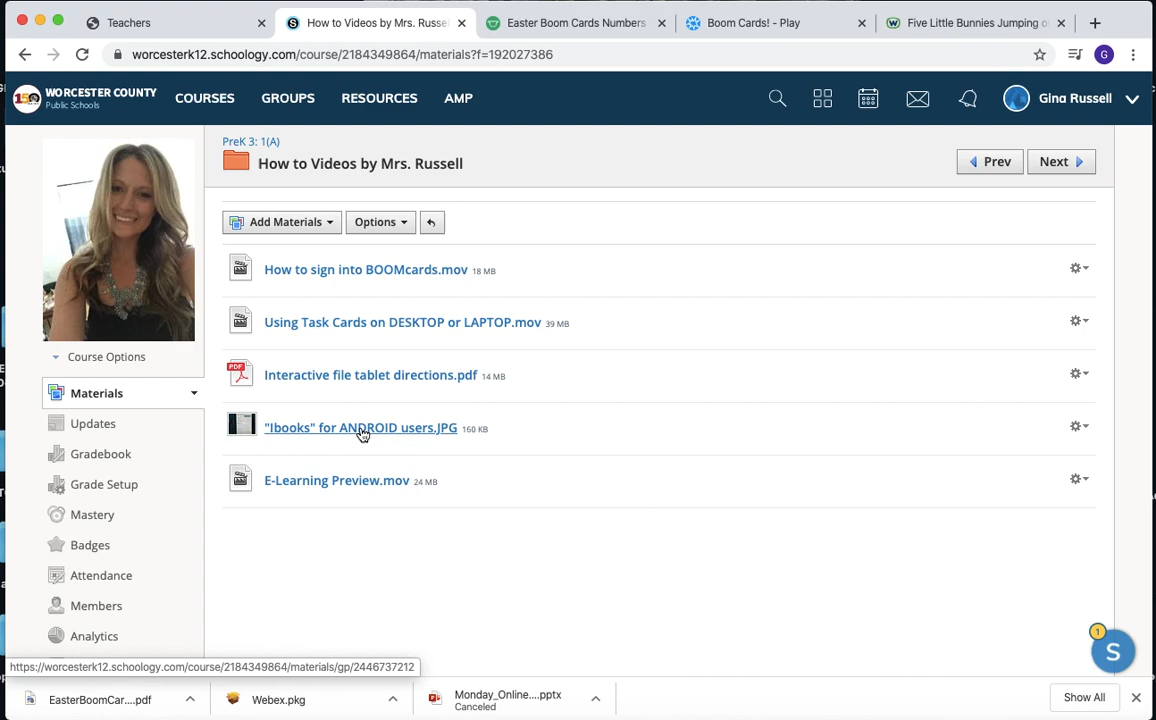 Teachers
How to Videos by Mrs. Russel
Easter Boom Cards Numbers
Boom Cards! - Play
Five Little Bunnies Jumping o
worcesterk12.schoology.com/course/2184349864/materials?f=192027386
G
150
WORCESTER COUNTY
Public Schools
COURSES
GROUPS
RESOURCES
AMP
Gina Russell
PreK 3: 1(A)
How to Videos by Mrs. Russell
Prev
Next
Add Materials
Options
How to sign into BOOMcards.mov 18 MB
Using Task Cards on DESKTOP or LAPTOP.mov 39 MB
PDF
Interactive file tablet directions.pdf 14 MB
"Ibooks" for ANDROID users.JPG 160 KB
E-Learning Preview.mov 24 MB
Course Options
Materials
Updates
Gradebook
Grade Setup
Mastery
Badges
Attendance
Members
Analytics
1
S
https://worcesterk12.schoology.com/course/2184349864/materials/gp/2446737212
EasterBoomCar....pdf
Webex.pkg
Monday_Online....pptx
Canceled
Show All